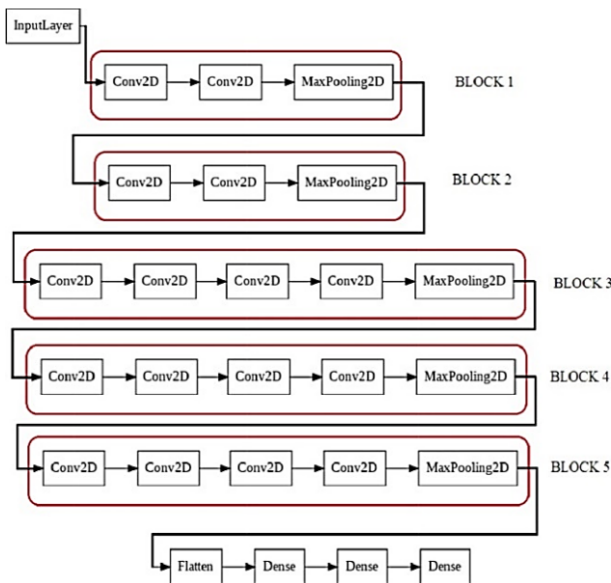 InputLayer
Conv2D Conv2D MaxPooling2D BLOCK 1
Conv2D Conv2D MaxPooling2D BLOCK 2
Conv2D Conv2D Conv2D Conv2D MaxPooling2D BLOCK 3
Conv2D Conv2D Conv2D Conv2D MaxPooling2D BLOCK 4
Conv2D Conv2D Conv2D Conv2D MaxPooling2D BLOCK 5
Flatten Dense Dense Dense